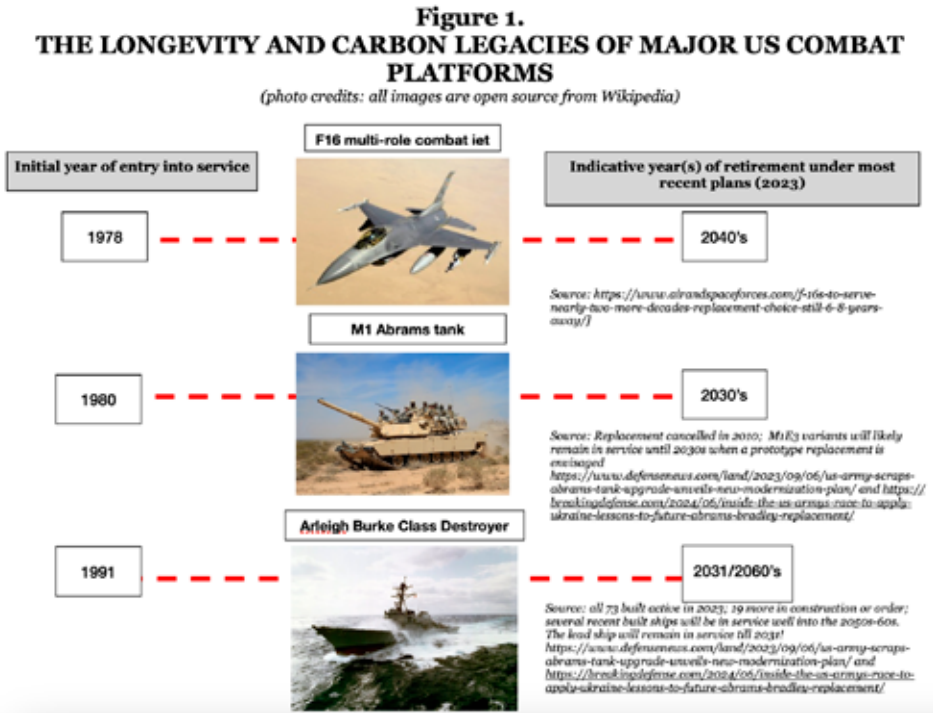 Figure 1.
THE LONGEVITY AND CARBON LEGACIES OF MAJOR US COMBAT
PLATFORMS
(photo credits: all images are open source from Wikipedia)
F16 multi-role combat jet
Initial year of entry into service
Indicative year(s) of retirement under most
recent plans (2023)
1978
2040's
Source: https://www.airandspaceforces.com/f-16s-to-serve-
nearly-two-more-decades-replacement-choice-still-6-8-years-
away/]
M1 Abrams tank
1980
2030's
Source: Replacement cancelled in 2010; M1E3 variants will likely
remain in service until 2030s when a prototype replacement is
envisaged
https://www.defensenews.com/land/2023/09/06/us-army-scraps-
abrams-tank-upgrade-unveils-new-modernization-plan/ and https://
breakingdefense.com/2024/06/inside-the-us-armys-race-to-apply-
ukraine-lessons-to-future-abrams-bradley-replacement/
Arleigh Burke Class Destroyer
1991
2031/2060's
Source: all 73 built active in 2023; 19 more in construction or order;
several recent built ships will be in service well into the 2050s-60s.
The lead ship will remain in service till 2031!
https://www.defensenews.com/land/2023/09/06/us-army-scraps-
abrams-tank-upgrade-unveils-new-modernization-plan/ and
https://breakingdefense.com/2024/06/inside-the-us-armys-race-to-
apply-ukraine-lessons-to-future-abrams-bradley-replacement/